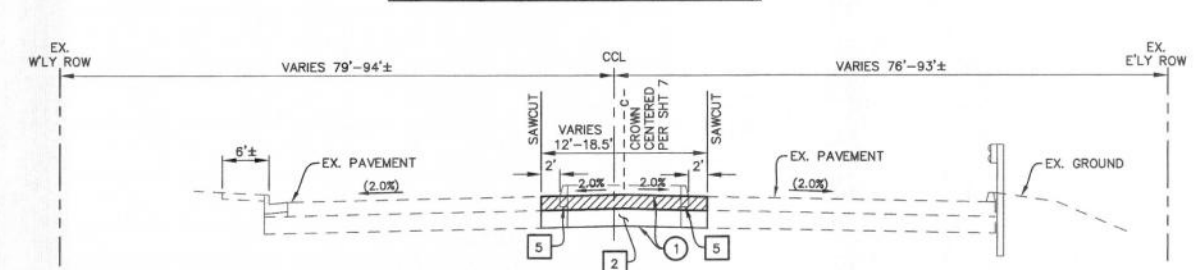 EX.
W'LY ROW
VARIES 79'-94'±
CCL
VARIES 76'-93'±
EX.
E'LY ROW
SAWCUT
VARIES
12'-18.5'
C
CROWN
CENTERED
PER SHT 7
SAWCUT
6'±
EX. PAVEMENT
(2.0%)
2'
2.0%
2.0%
2'
EX. PAVEMENT
(2.0%)
EX. GROUND
5
2
1
5